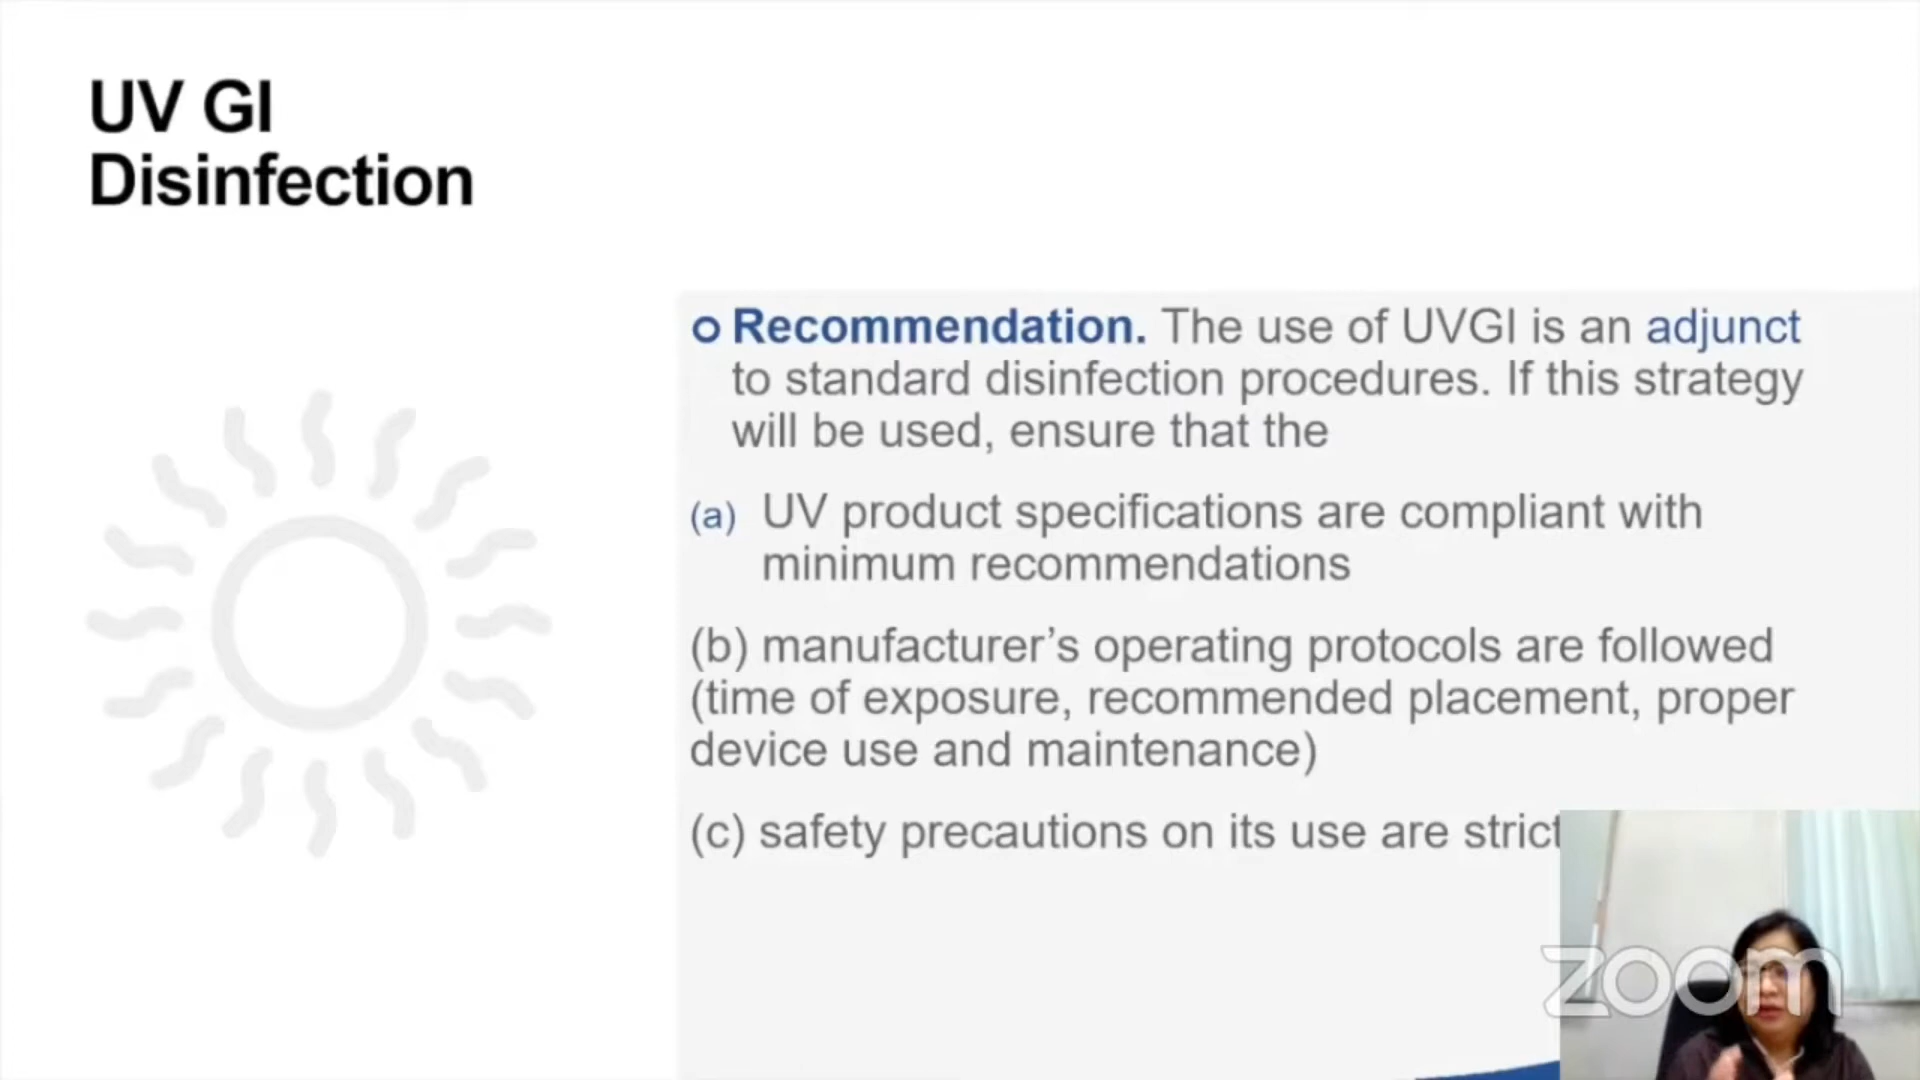 UV GI
Disinfection
Recommendation. The use of UVGI is an adjunct
to standard disinfection procedures. If this strategy
will be used, ensure that the
(a) UV product specifications are compliant with
minimum recommendations
(b) manufacturer’s operating protocols are followed
(time of exposure, recommended placement, proper
device use and maintenance)
(c) safety precautions on its use are strict
zoom